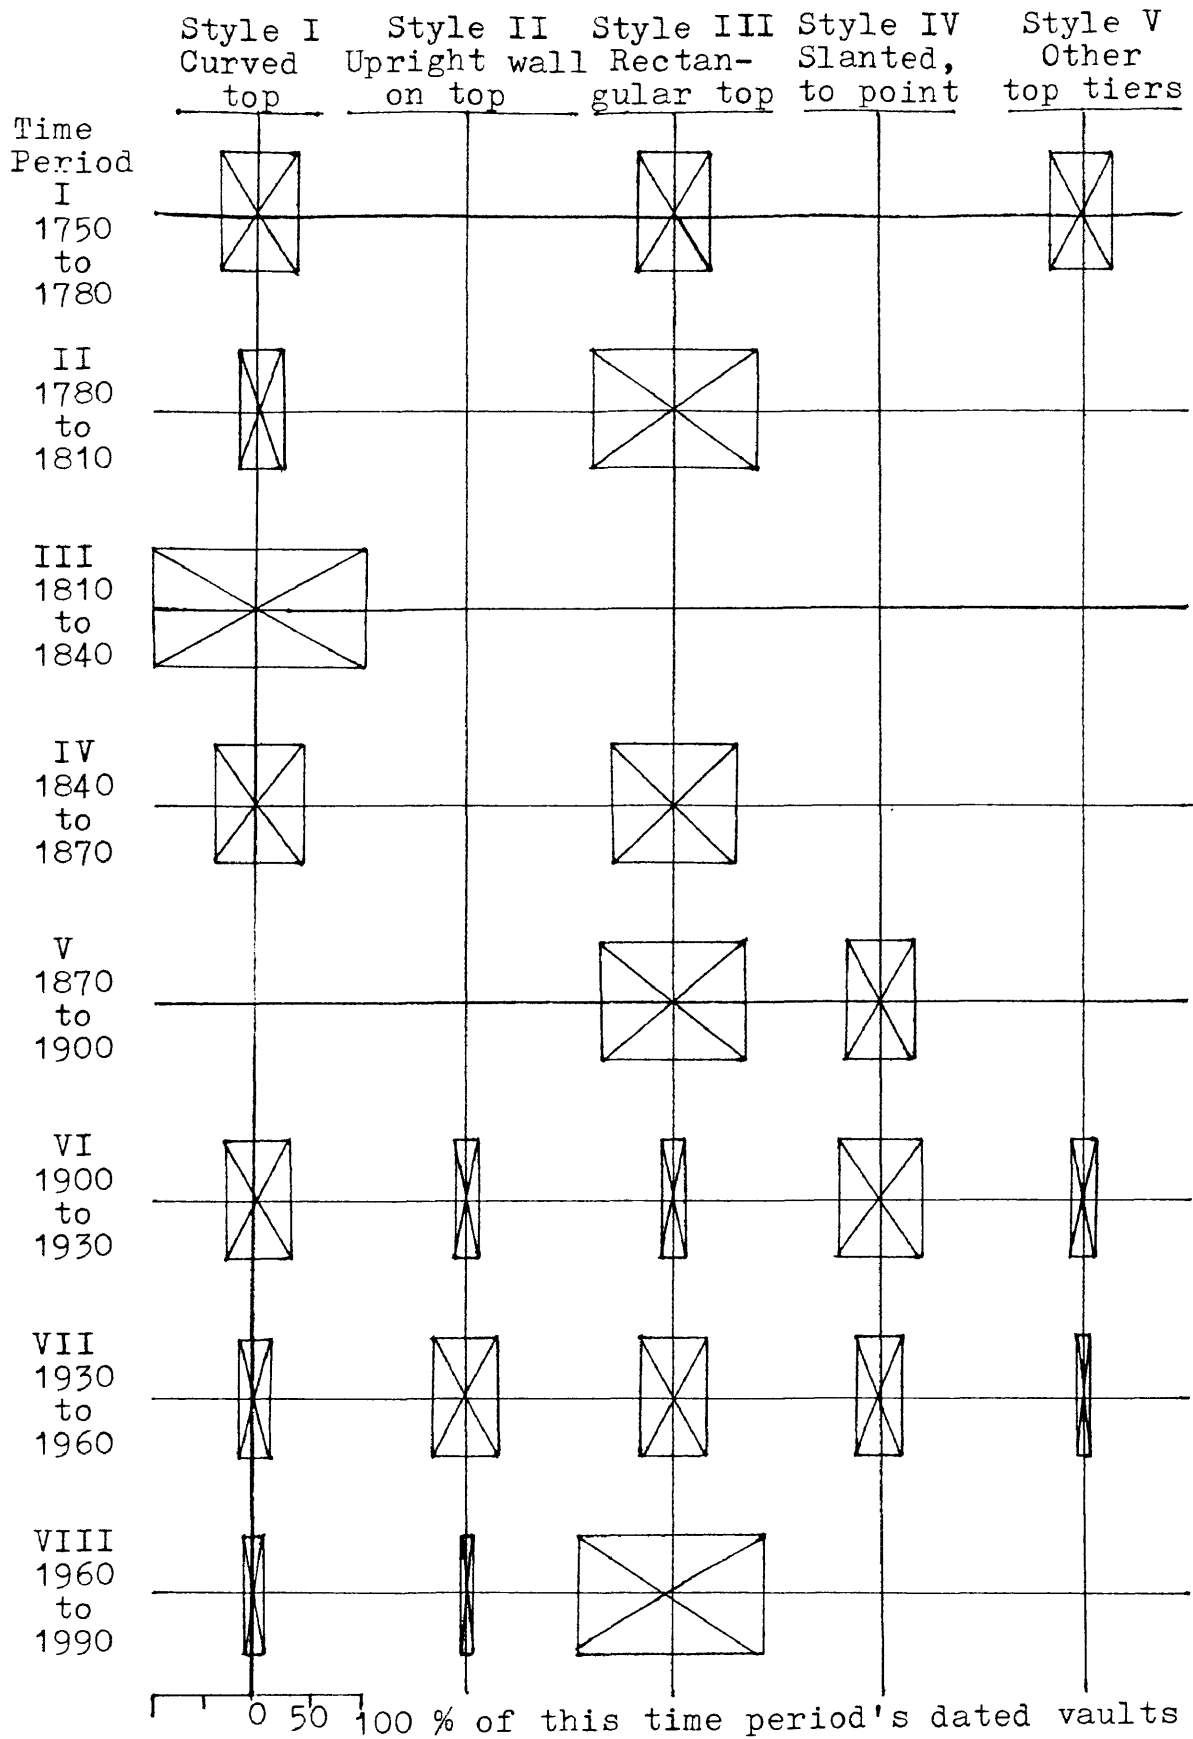 Style I
Curved
top
Style II
Upright wall
on top
Style III
Rectan-
gular top
Style IV
Slanted,
to point
Style V
Other
top tiers
Time
Period
I
1750
to
1780
II
1780
to
1810
III
1810
to
1840
IV
1840
to
1870
V
1870
to
1900
VI
1900
to
1930
VII
1930
to
1960
VIII
1960
to
1990
0 50 100 % of this time period's dated vaults